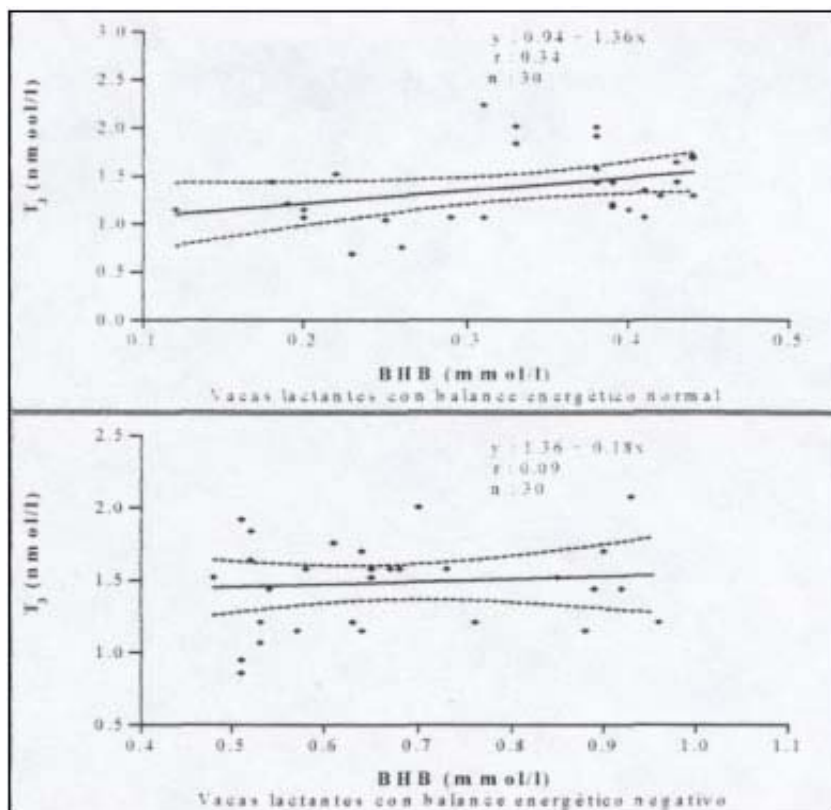 3.0
2.5
2.0
1.5
1.0
0.5
0.0
T3 (nmool/l)
y : 0.94 - 1.36x
r : 0.34
n : 30
0.1 0.2 0.3 0.4 0.5
BHB (mmol/l)
Vacas lactantes con balance energético normal
2.5
2.0
1.5
1.0
0.5
T3 (nmol/l)
y : 1.36 - 0.18x
r : 0.09
n : 30
0.4 0.5 0.6 0.7 0.8 0.9 1.0 1.1
BHB (mmol/l)
Vacas lactantes con balance energético negativo